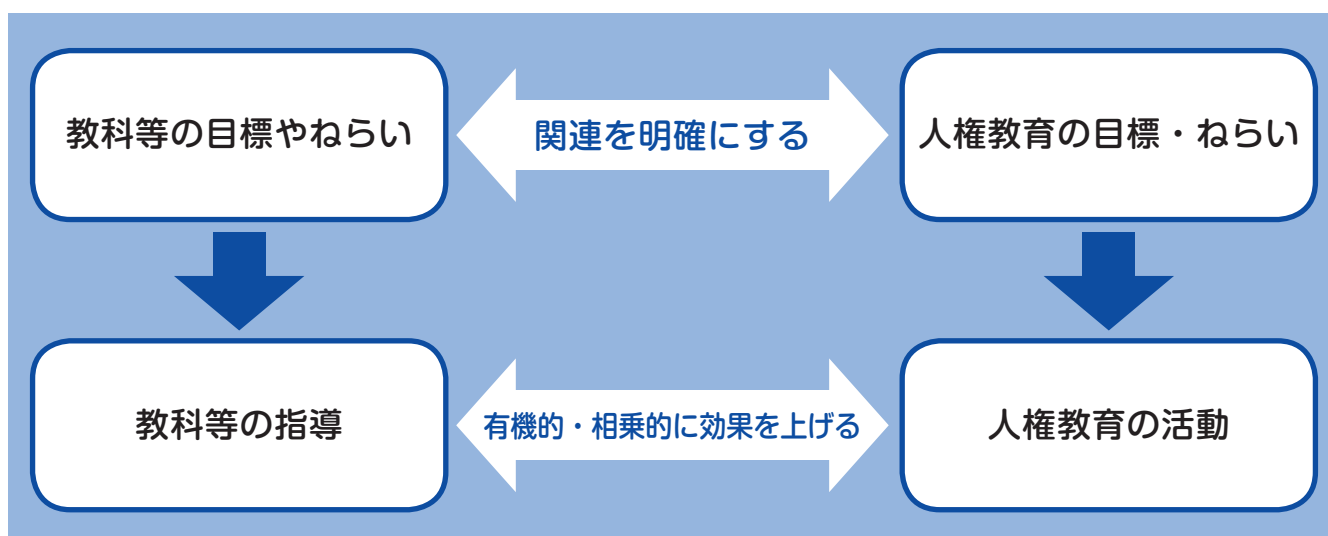 教科等の目標やねらい
関連を明確にする
人権教育の目標・ねらい
教科等の指導
有機的・相乗的に効果を上げる
人権教育の活動